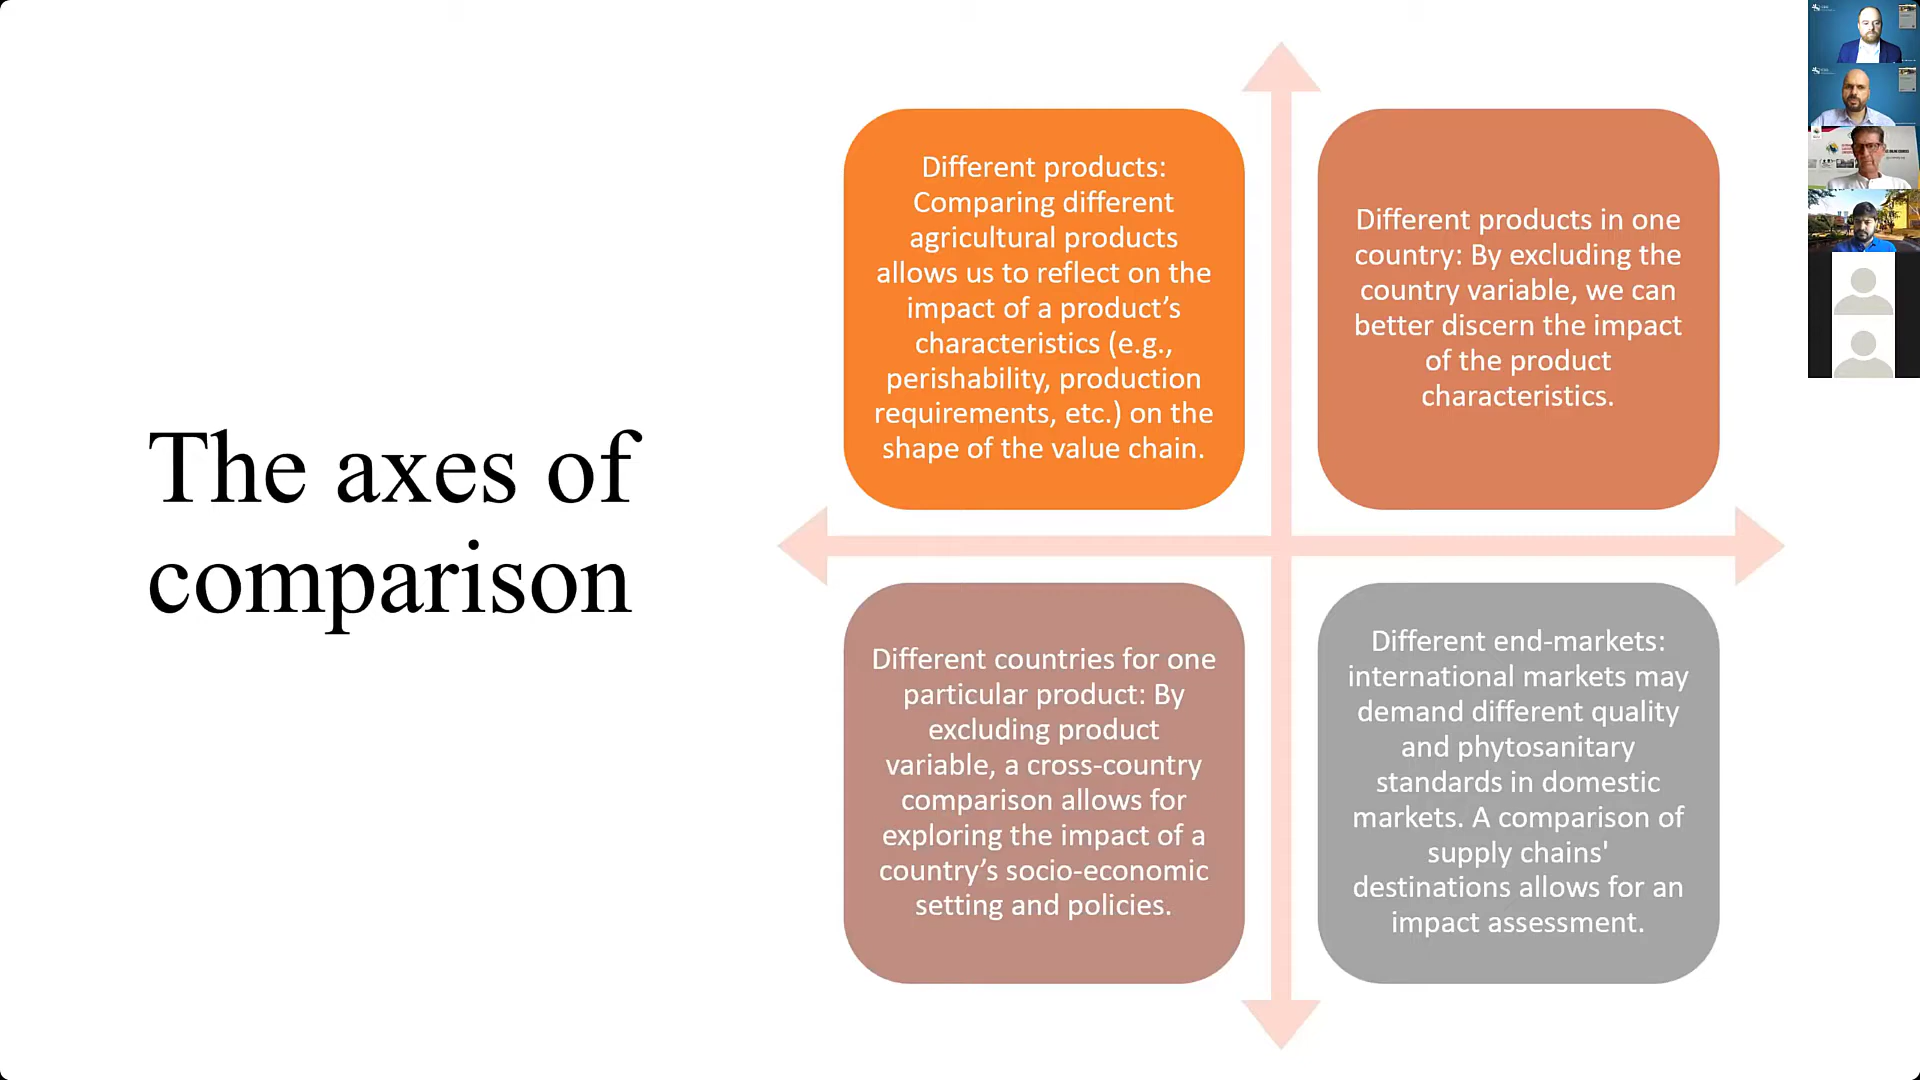 The axes of
comparison
Different products:
Comparing different
agricultural products
allows us to reflect on the
impact of a product’s
characteristics (e.g.,
perishability, production
requirements, etc.) on the
shape of the value chain.
Different products in one
country: By excluding the
country variable, we can
better discern the impact
of the product
characteristics.
Different countries for one
particular product: By
excluding product
variable, a cross-country
comparison allows for
exploring the impact of a
country’s socio-economic
setting and policies.
Different end-markets:
international markets may
demand different quality
and phytosanitary
standards in domestic
markets. A comparison of
supply chains'
destinations allows for an
impact assessment.